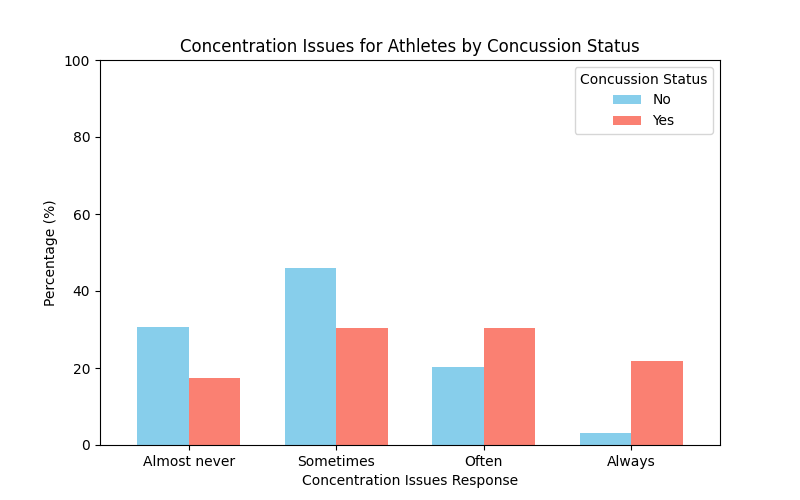 Concentration Issues for Athletes by Concussion Status
Concussion Status
No
Yes
Percentage (%)
100
80
60
40
20
0
Almost never Sometimes Often Always
Concentration Issues Response